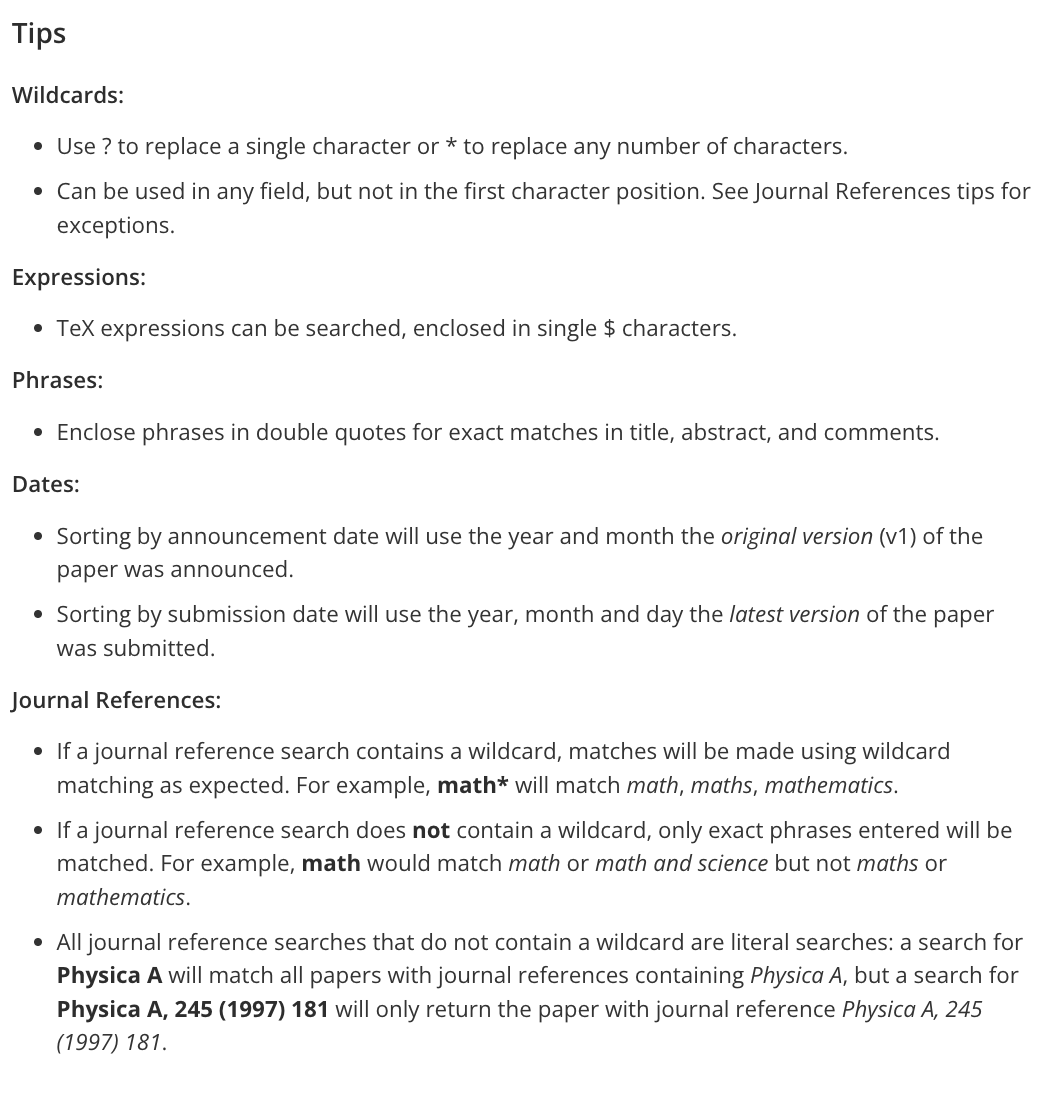 Tips
Wildcards:
• Use ? to replace a single character or * to replace any number of characters.
• Can be used in any field, but not in the first character position. See Journal References tips for
exceptions.
Expressions:
• TeX expressions can be searched, enclosed in single $ characters.
Phrases:
• Enclose phrases in double quotes for exact matches in title, abstract, and comments.
Dates:
• Sorting by announcement date will use the year and month the original version (v1) of the
paper was announced.
• Sorting by submission date will use the year, month and day the latest version of the paper
was submitted.
Journal References:
• If a journal reference search contains a wildcard, matches will be made using wildcard
matching as expected. For example, math* will match math, maths, mathematics.
• If a journal reference search does not contain a wildcard, only exact phrases entered will be
matched. For example, math would match math or math and science but not maths or
mathematics.
• All journal reference searches that do not contain a wildcard are literal searches: a search for
Physica A will match all papers with journal references containing Physica A, but a search for
Physica A, 245 (1997) 181 will only return the paper with journal reference Physica A, 245
(1997) 181.